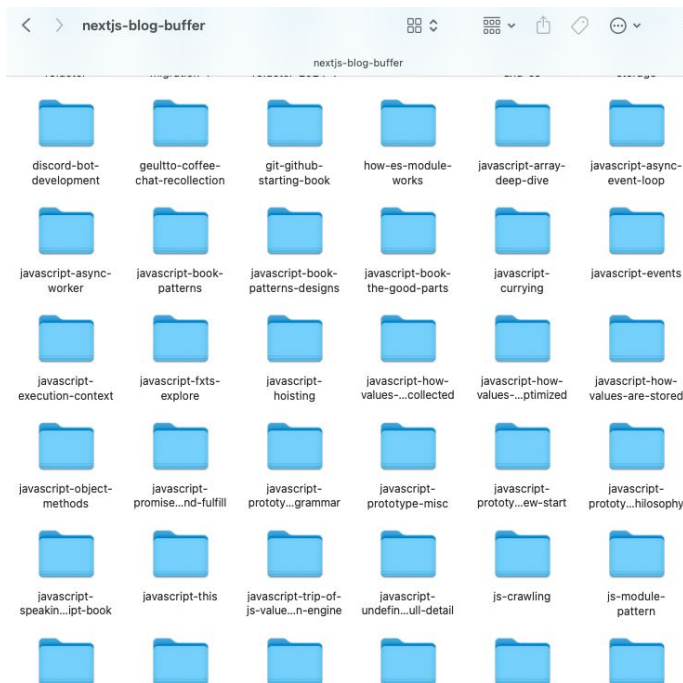 nextjs-blog-buffer
nextjs-blog-buffer
discord-bot-
development
geultto-coffee-
chat-recollection
git-github-
starting-book
how-es-module-
works
javascript-array-
deep-dive
javascript-async-
event-loop
javascript-async-
worker
javascript-book-
patterns
javascript-book-
patterns-designs
javascript-book-
the-good-parts
javascript-
currying
javascript-events
javascript-
execution-context
javascript-fxts-
explore
javascript-
hoisting
javascript-how-
values-...collected
javascript-how-
values-...ptimized
javascript-how-
values-are-stored
javascript-object-
methods
javascript-
promise...nd-fulfill
javascript-
prototy...grammar
javascript-
prototype-misc
javascript-
prototy...ew-start
javascript-
prototy...hilosophy
javascript-
speakin...ipt-book
javascript-this
javascript-trip-of-
js-value...n-engine
javascript-
undefin...ull-detail
js-crawling
js-module-
pattern